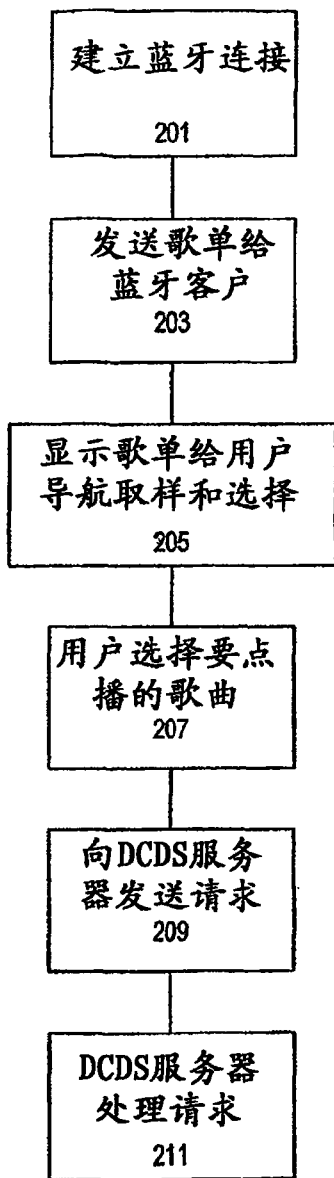 建立蓝牙连接
201
发送歌单给
蓝牙客户
203
显示歌单给用户
导航取样和选择
205
用户选择要点
播的歌曲
207
向DCDS服务
器发送请求
209
DCDS服务器
处理请求
211